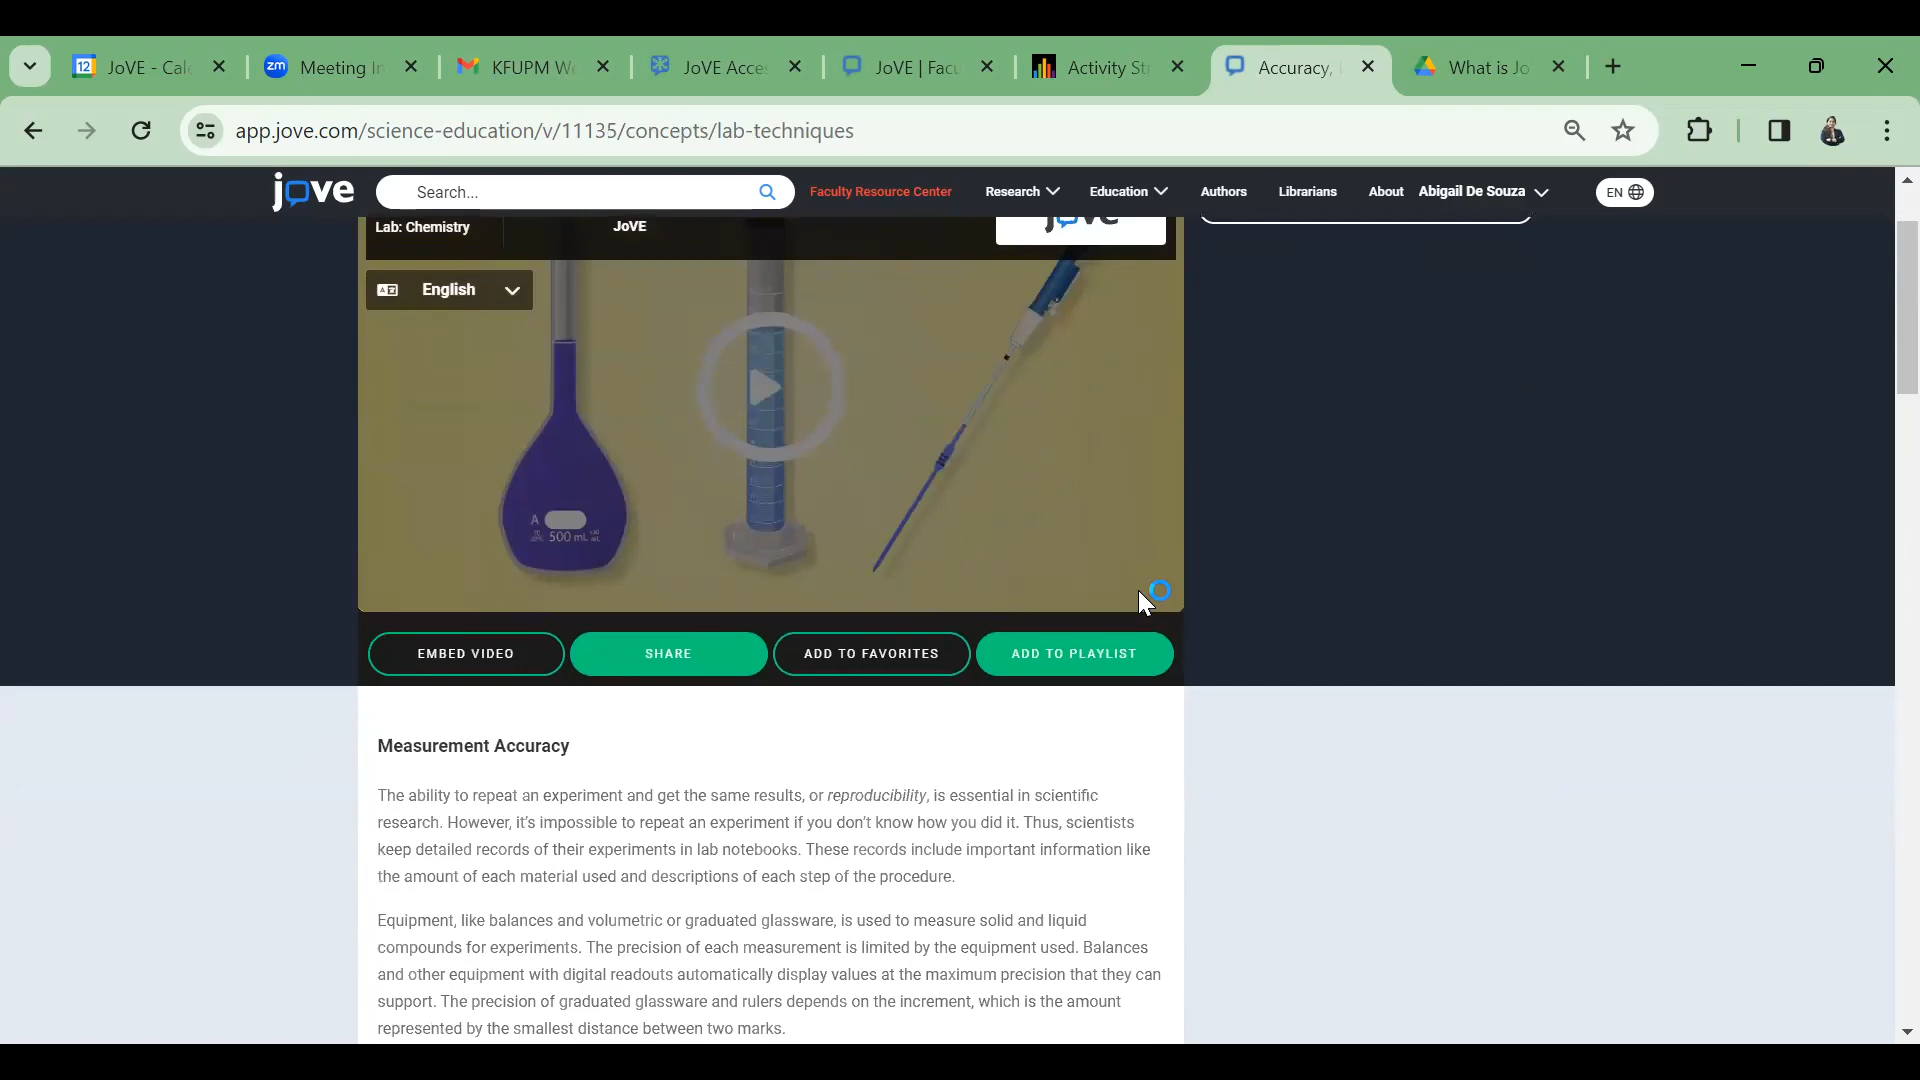 JoVE - Cale
Meeting In
KFUPM We
JoVE Acces
JoVE | Facu
Activity Str
Accuracy,
What is Jo
app.jove.com/science-education/v/11135/concepts/lab-techniques
jove
Search...
Faculty Resource Center
Research
Education
Authors
Librarians
About
Abigail De Souza
EN
Lab: Chemistry
JoVE
jove
English
A
500 mL
EMBED VIDEO
SHARE
ADD TO FAVORITES
ADD TO PLAYLIST
Measurement Accuracy
The ability to repeat an experiment and get the same results, or reproducibility, is essential in scientific
research. However, it’s impossible to repeat an experiment if you don’t know how you did it. Thus, scientists
keep detailed records of their experiments in lab notebooks. These records include important information like
the amount of each material used and descriptions of each step of the procedure.
Equipment, like balances and volumetric or graduated glassware, is used to measure solid and liquid
compounds for experiments. The precision of each measurement is limited by the equipment used. Balances
and other equipment with digital readouts automatically display values at the maximum precision that they can
support. The precision of graduated glassware and rulers depends on the increment, which is the amount
represented by the smallest distance between two marks.